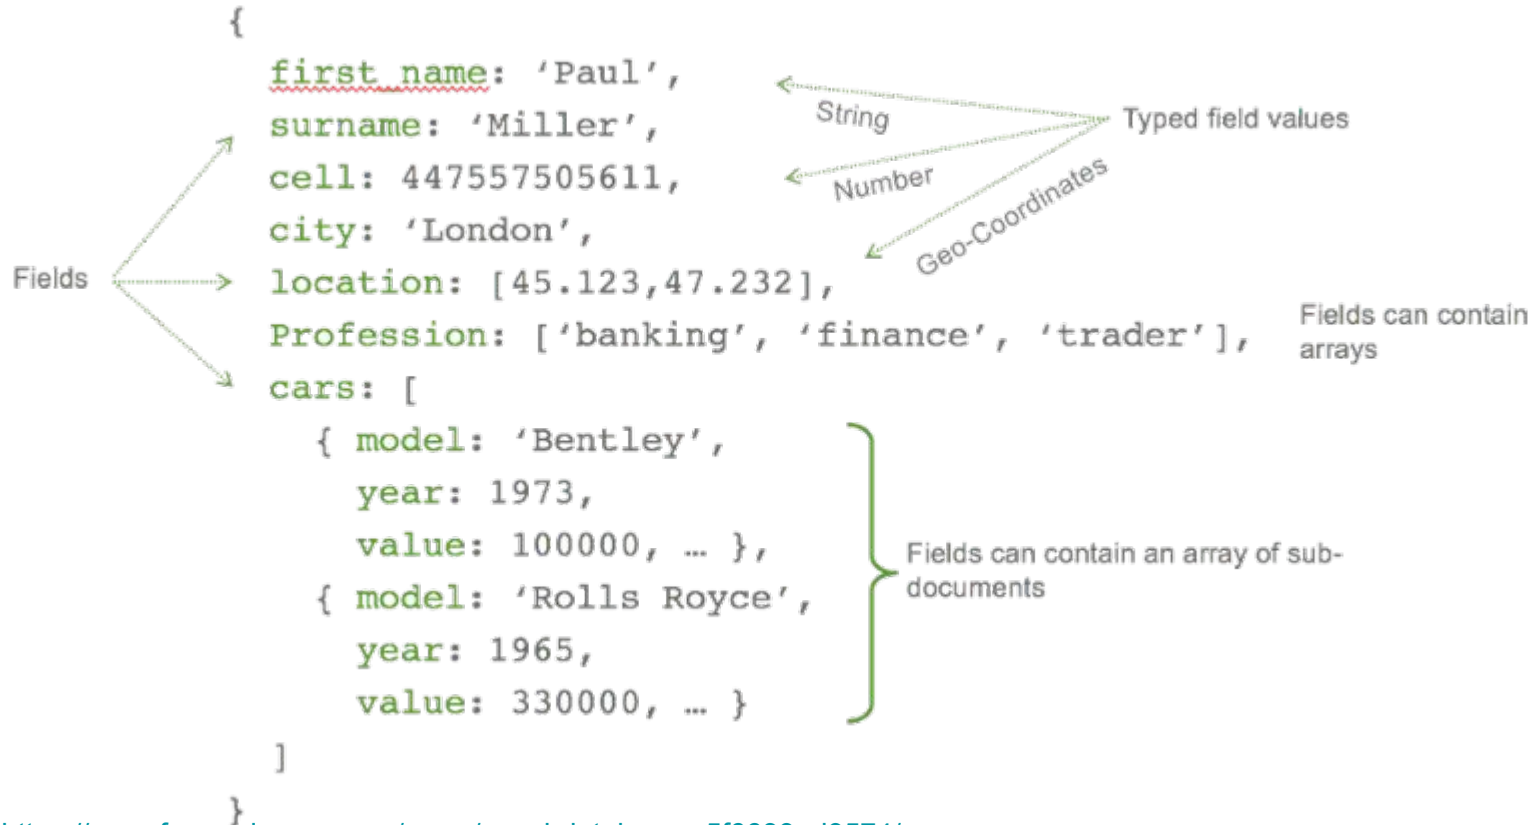 {
first_name: ‘Paul’,
surname: ‘Miller’,
cell: 447557505611,
city: ‘London’,
location: [45.123,47.232],
Profession: [‘banking’, ‘finance’, ‘trader’],
cars: [
{ model: ‘Bentley’,
year: 1973,
value: 100000, … },
{ model: ‘Rolls Royce’,
year: 1965,
value: 330000, … }
]
}
Fields
String
Number
Geo-Coordinates
Typed field values
Fields can contain
arrays
Fields can contain an array of sub-
documents